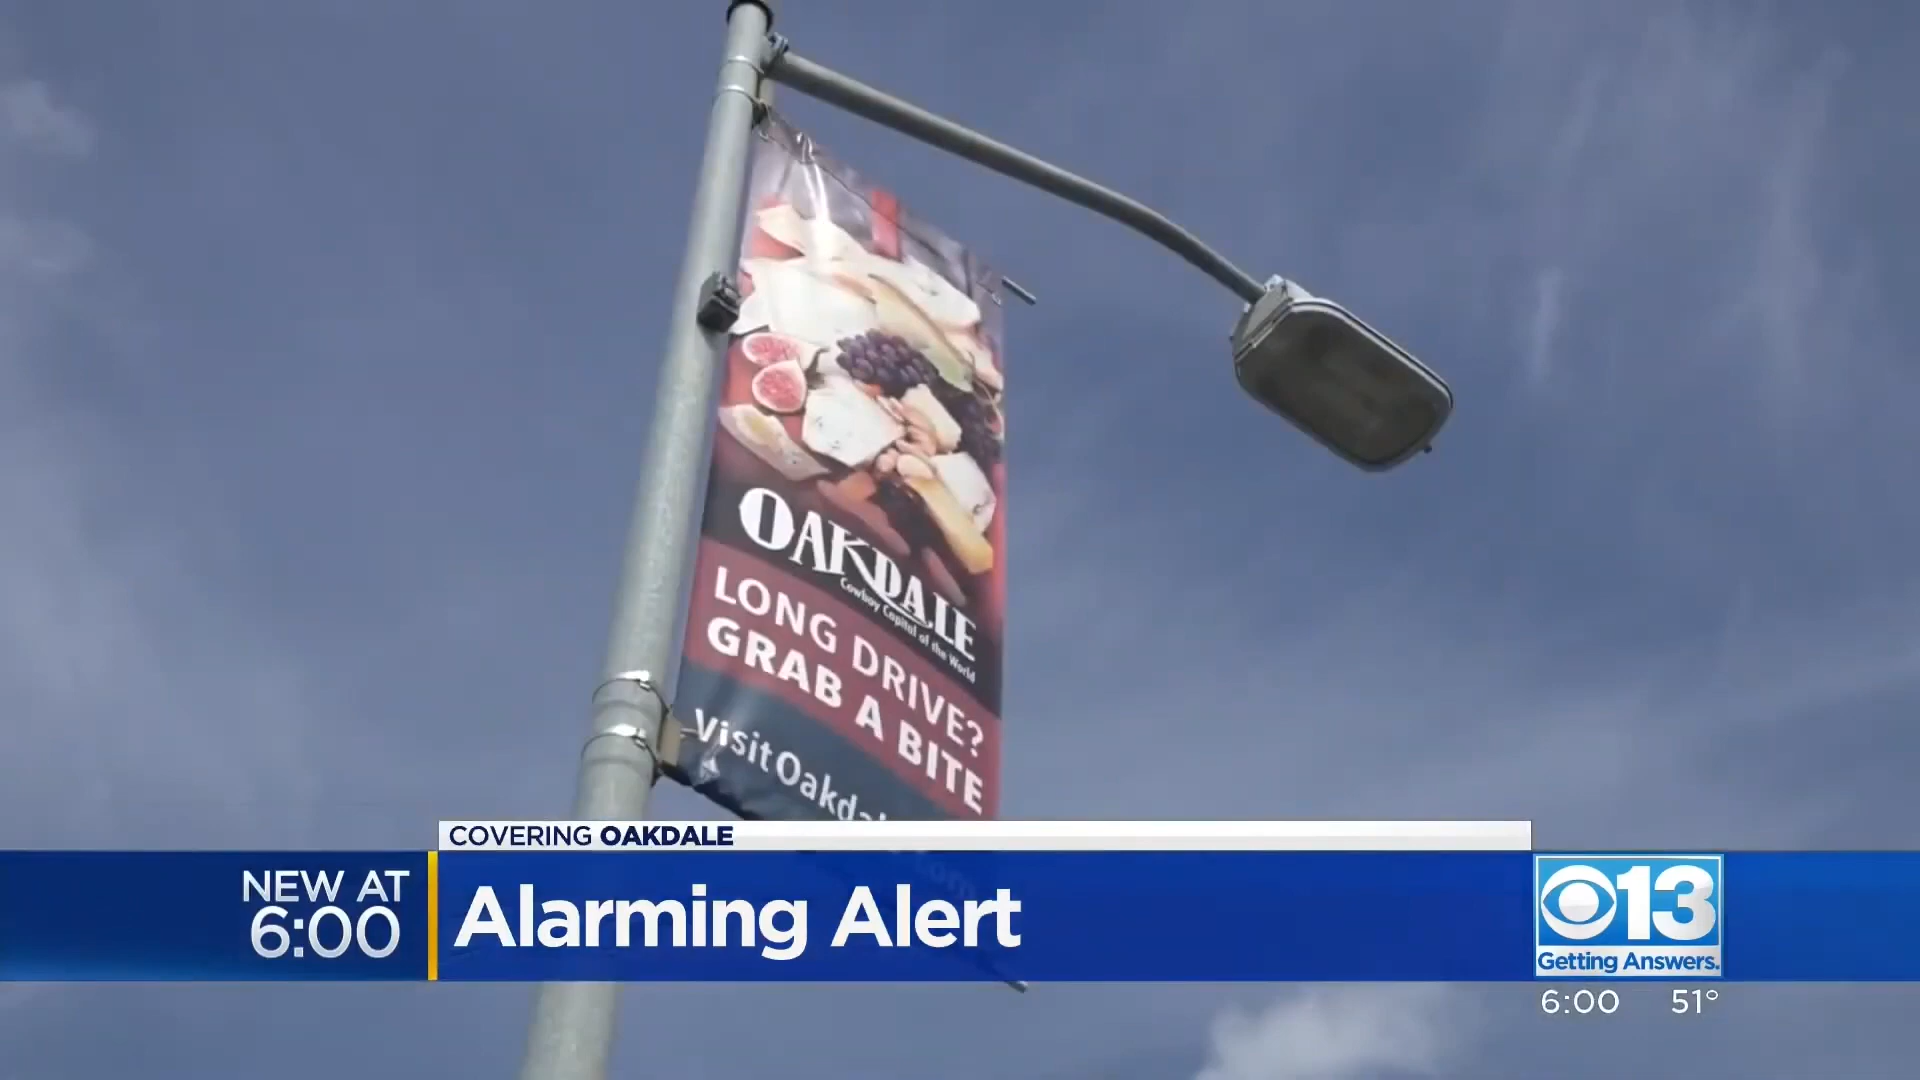 OAKDALE
Cowboy Capital of the World
LONG DRIVE?
GRAB A BITE
COVERING OAKDALE
NEW AT
6:00
Alarming Alert
13
Getting Answers.
6:00 51°